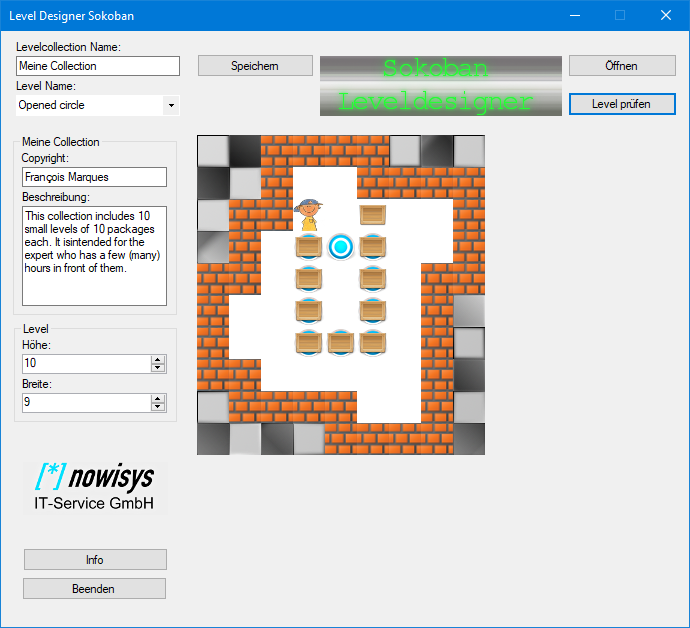 Level Designer Sokoban
Levelcollection Name:
Meine Collection
Level Name:
Opened circle
Speichern
Sokoban
Leveldesigner
Öffnen
Level prüfen
Meine Collection
Copyright:
François Marques
Beschreibung:
This collection includes 10
small levels of 10 packages
each. It isintended for the
expert who has a few (many)
hours in front of them.
Level
Höhe:
10
Breite:
9
[*] nowisys
IT-Service GmbH
Info
Beenden